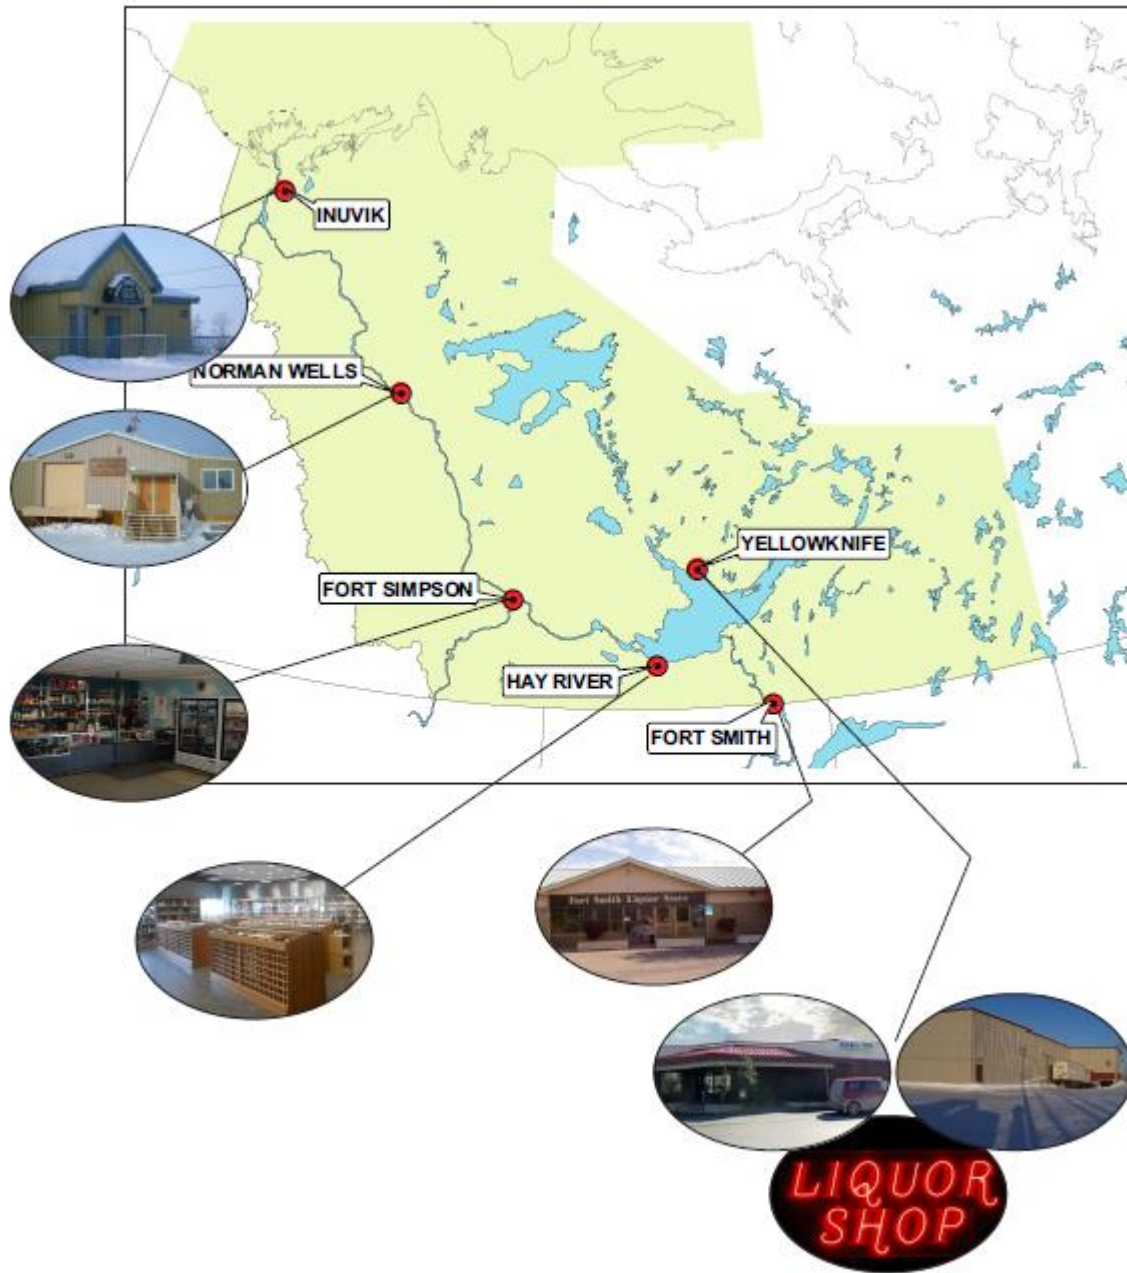 INUVIK
NORMAN WELLS
YELLOWKNIFE
FORT SIMPSON
HAY RIVER
FORT SMITH
Fort Smith Liquor Store
LIQUOR
SHOP